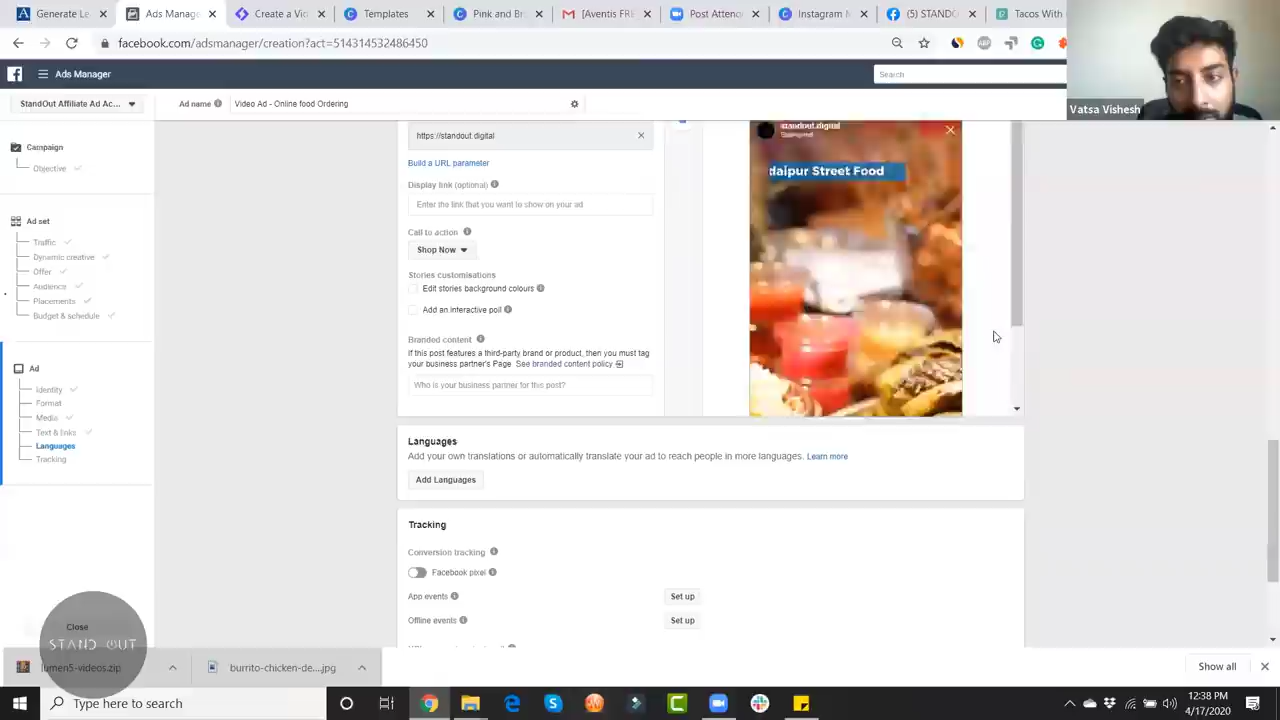 Generate Le
Ads Manage
Create a Vid
Templates
Pink and Br
[Aventis FRE
Post Attend
Instagram M
(5) STANDO
Tacos With
facebook.com/adsmanager/creation?act=514314532486450
ABP
Ads Manager
Search
Vatsa Vishesh
StandOut Affiliate Ad Ac...
Ad name
Video Ad - Online food Ordering
Campaign
Objective
Ad set
Traffic
Dynamic creative
Offer
Audience
Placements
Budget & schedule
Ad
Identity
Format
Media
Text & links
Languages
Tracking
Close
STAND OUT
https://standout.digital
Build a URL parameter
Display link (optional)
Enter the link that you want to show on your ad
Call to action
Shop Now
Stories customisations
Edit stories background colours
Add an interactive poll
Branded content
If this post features a third-party brand or product, then you must tag
your business partner's Page See branded content policy
Who is your business partner for this post?
standout.digital
daipur Street Food
Languages
Add your own translations or automatically translate your ad to reach people in more languages. Learn more
Add Languages
Tracking
Conversion tracking
Facebook pixel
App events
Set up
Offline events
Set up
lumen5-videos.zip
burrito-chicken-de....jpg
Show all
Type here to search
12:38 PM
4/17/2020